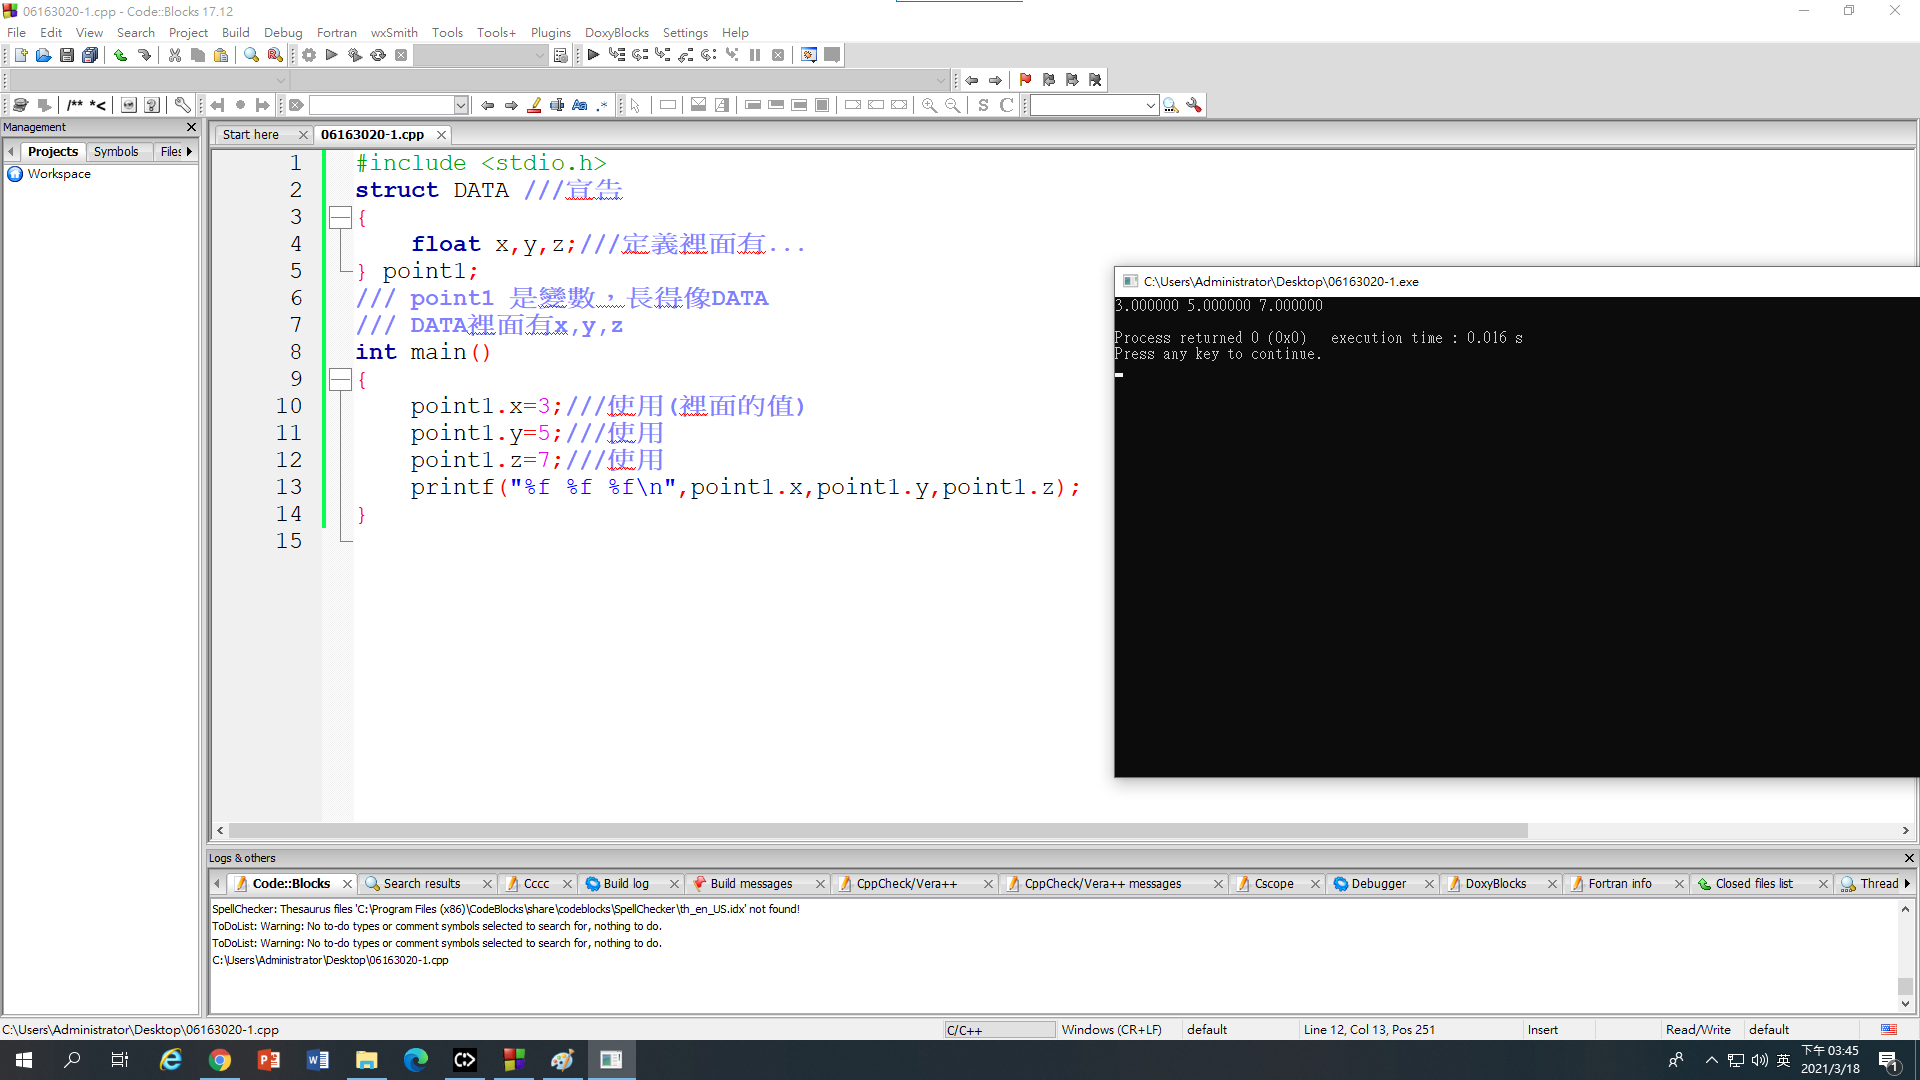 06163020-1.cpp - Code::Blocks 17.12
File Edit View Search Project Build Debug Fortran wxSmith Tools Tools+ Plugins DoxyBlocks Settings Help
/** *<
S C
Management
Projects Symbols Files
Workspace
Start here 06163020-1.cpp
1 #include <stdio.h>
2 struct DATA ///宣告
3 {
4 float x,y,z;///定義裡面有...
5 } point1;
6 /// point1 是變數，長得像DATA
7 /// DATA裡面有x,y,z
8 int main()
9 {
10 point1.x=3;///使用(裡面的值)
11 point1.y=5;///使用
12 point1.z=7;///使用
13 printf("%f %f %f\n",point1.x,point1.y,point1.z);
14 }
15
C:\Users\Administrator\Desktop\06163020-1.exe
3.000000 5.000000 7.000000
Process returned 0 (0x0) execution time : 0.016 s
Press any key to continue.
Logs & others
Code::Blocks Search results Cccc Build log Build messages CppCheck/Vera++ CppCheck/Vera++ messages Cscope Debugger DoxyBlocks Fortran info Closed files list Thread
SpellChecker: Thesaurus files 'C:\Program Files (x86)\CodeBlocks\share\codeblocks\SpellChecker\th_en_US.idx' not found!
ToDoList: Warning: No to-do types or comment symbols selected to search for, nothing to do.
ToDoList: Warning: No to-do types or comment symbols selected to search for, nothing to do.
C:\Users\Administrator\Desktop\06163020-1.cpp
C:\Users\Administrator\Desktop\06163020-1.cpp C/C++ Windows (CR+LF) default Line 12, Col 13, Pos 251 Insert Read/Write default
英
下午 03:45
2021/3/18
1